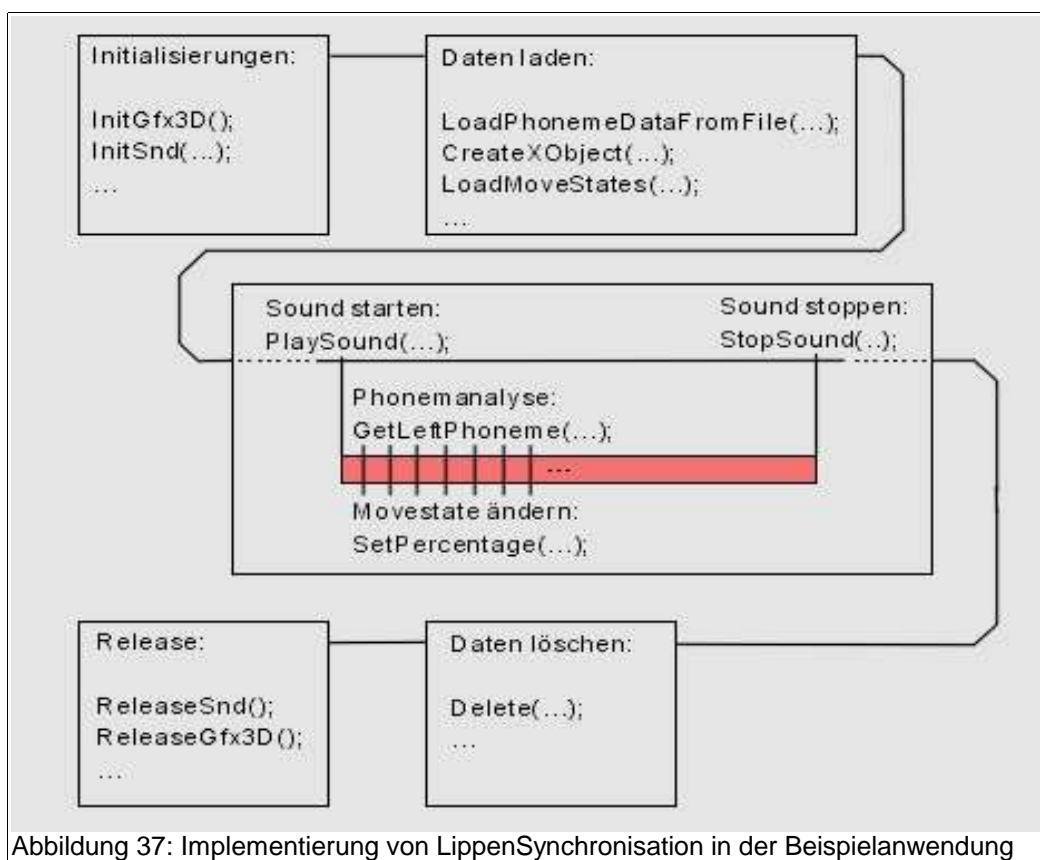 Initialisierungen:
InitGfx3D();
InitSnd(...);
...
Daten laden:
LoadPhonemeDataFromFile(...);
CreateXObject(...);
LoadMoveStates(...);
...
Sound starten:
PlaySound(...);
Sound stoppen:
StopSound(..);
Phonemanalyse:
GetLeftPhoneme(...);
...
Movestate ändern:
SetPercentage(...);
Release:
ReleaseSnd();
ReleaseGfx3D();
...
Daten löschen:
Delete(...);
...
Abbildung 37: Implementierung von LippenSynchronisation in der Beispielanwendung